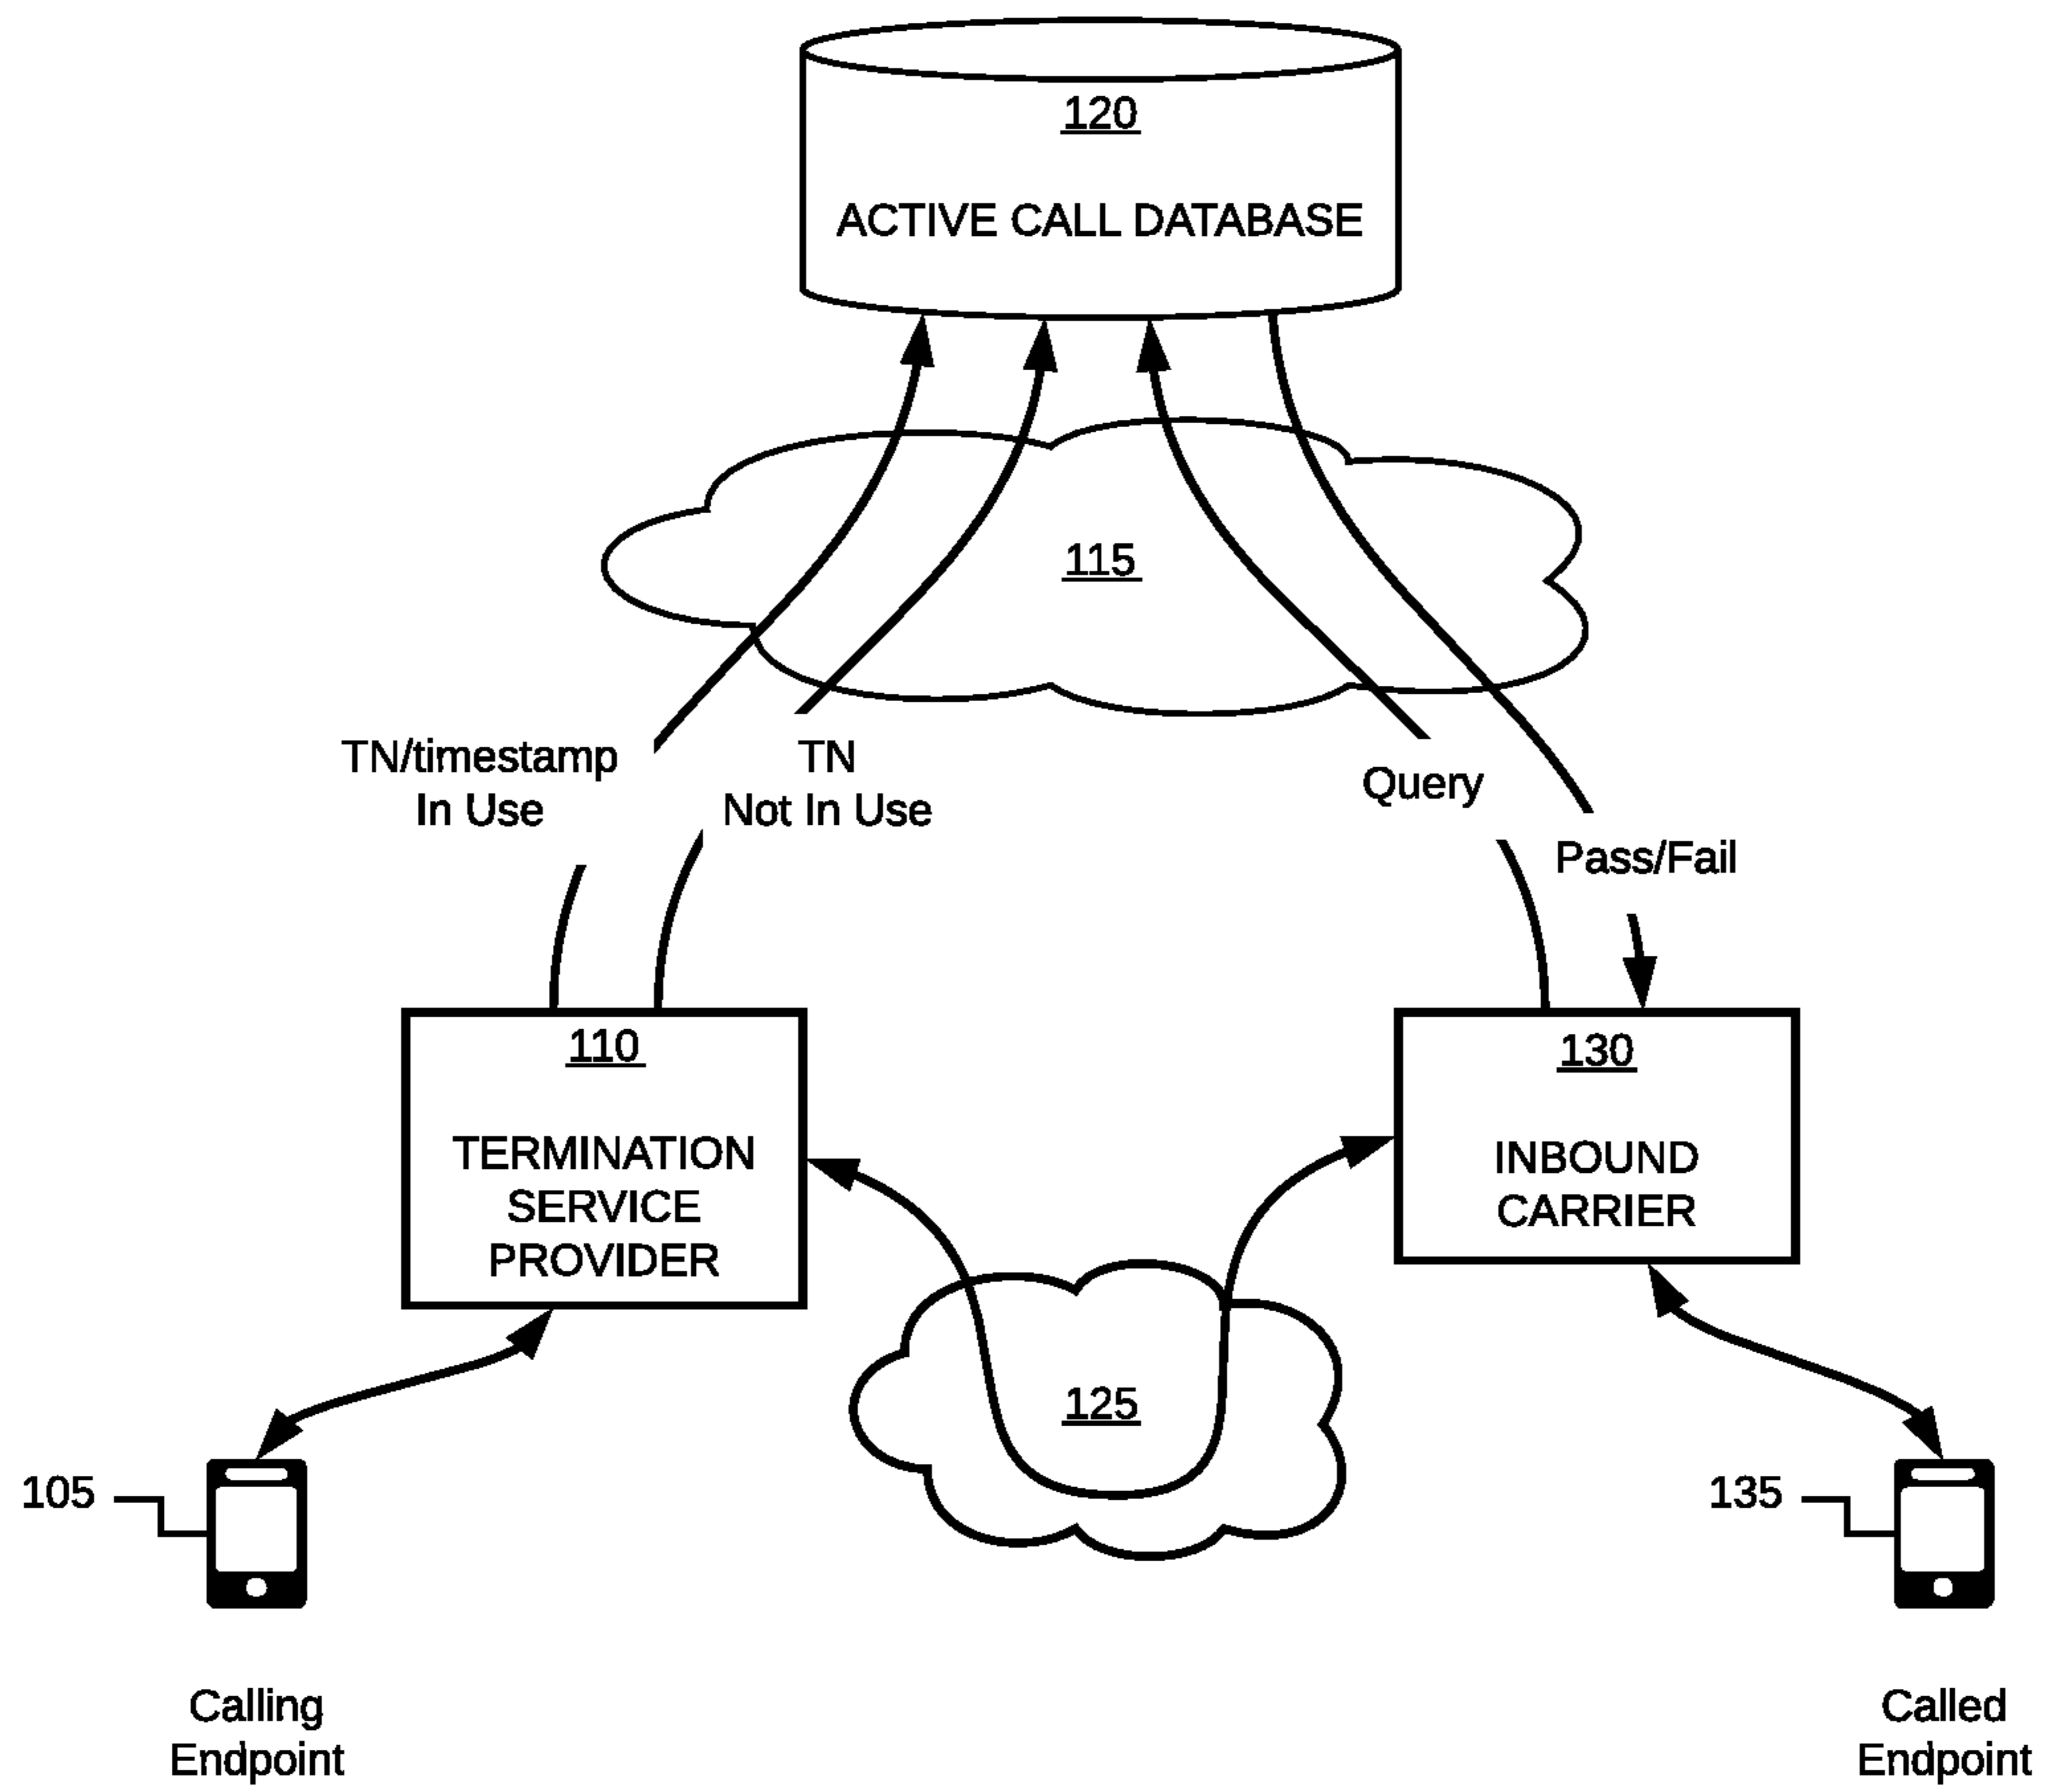 120
ACTIVE CALL DATABASE
115
TN/timestamp
In Use
TN
Not In Use
Query
Pass/Fail
110
TERMINATION
SERVICE
PROVIDER
130
INBOUND
CARRIER
125
105
135
Calling
Endpoint
Called
Endpoint